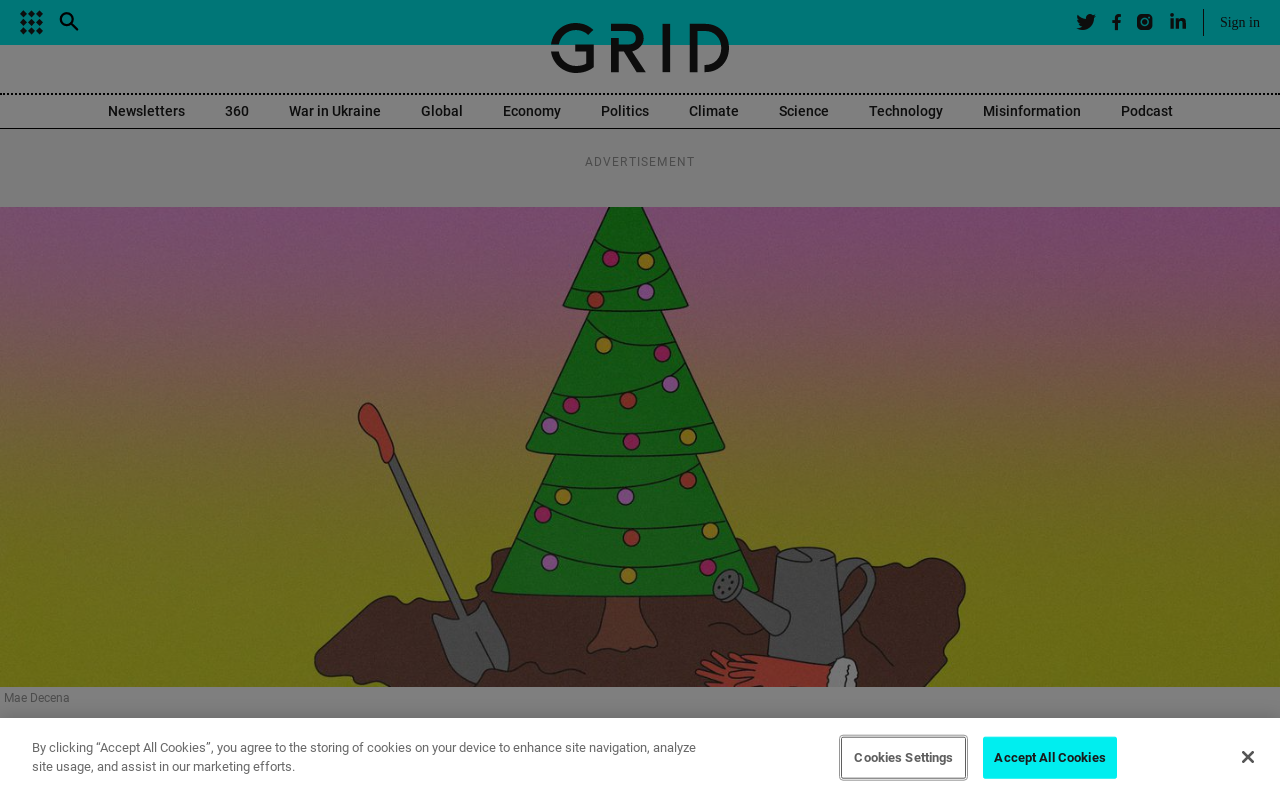 GRID
Sign in
Newsletters 360 War in Ukraine Global Economy Politics Climate Science Technology Misinformation Podcast
ADVERTISEMENT
Mae Decena
By clicking “Accept All Cookies”, you agree to the storing of cookies on your device to enhance site navigation, analyze
site usage, and assist in our marketing efforts.
Cookies Settings
Accept All Cookies